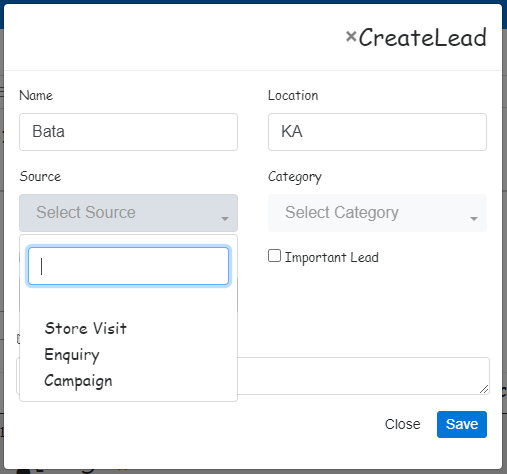 ×CreateLead
Name
Location
Bata
KA
Source
Category
Select Source
Select Category
Important Lead
Store Visit
Enquiry
Campaign
Close
Save